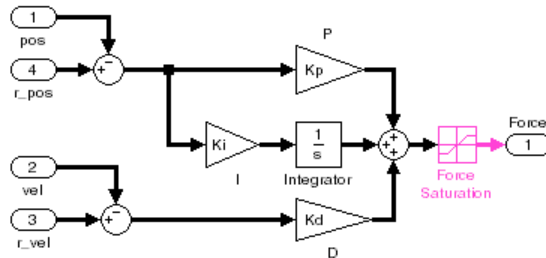 1
pos
4
r_pos
+
−
P
Kp
Ki
I
1
s
Integrator
+
+
+
Force
Saturation
Force
1
2
vel
3
r_vel
+
−
Kd
D